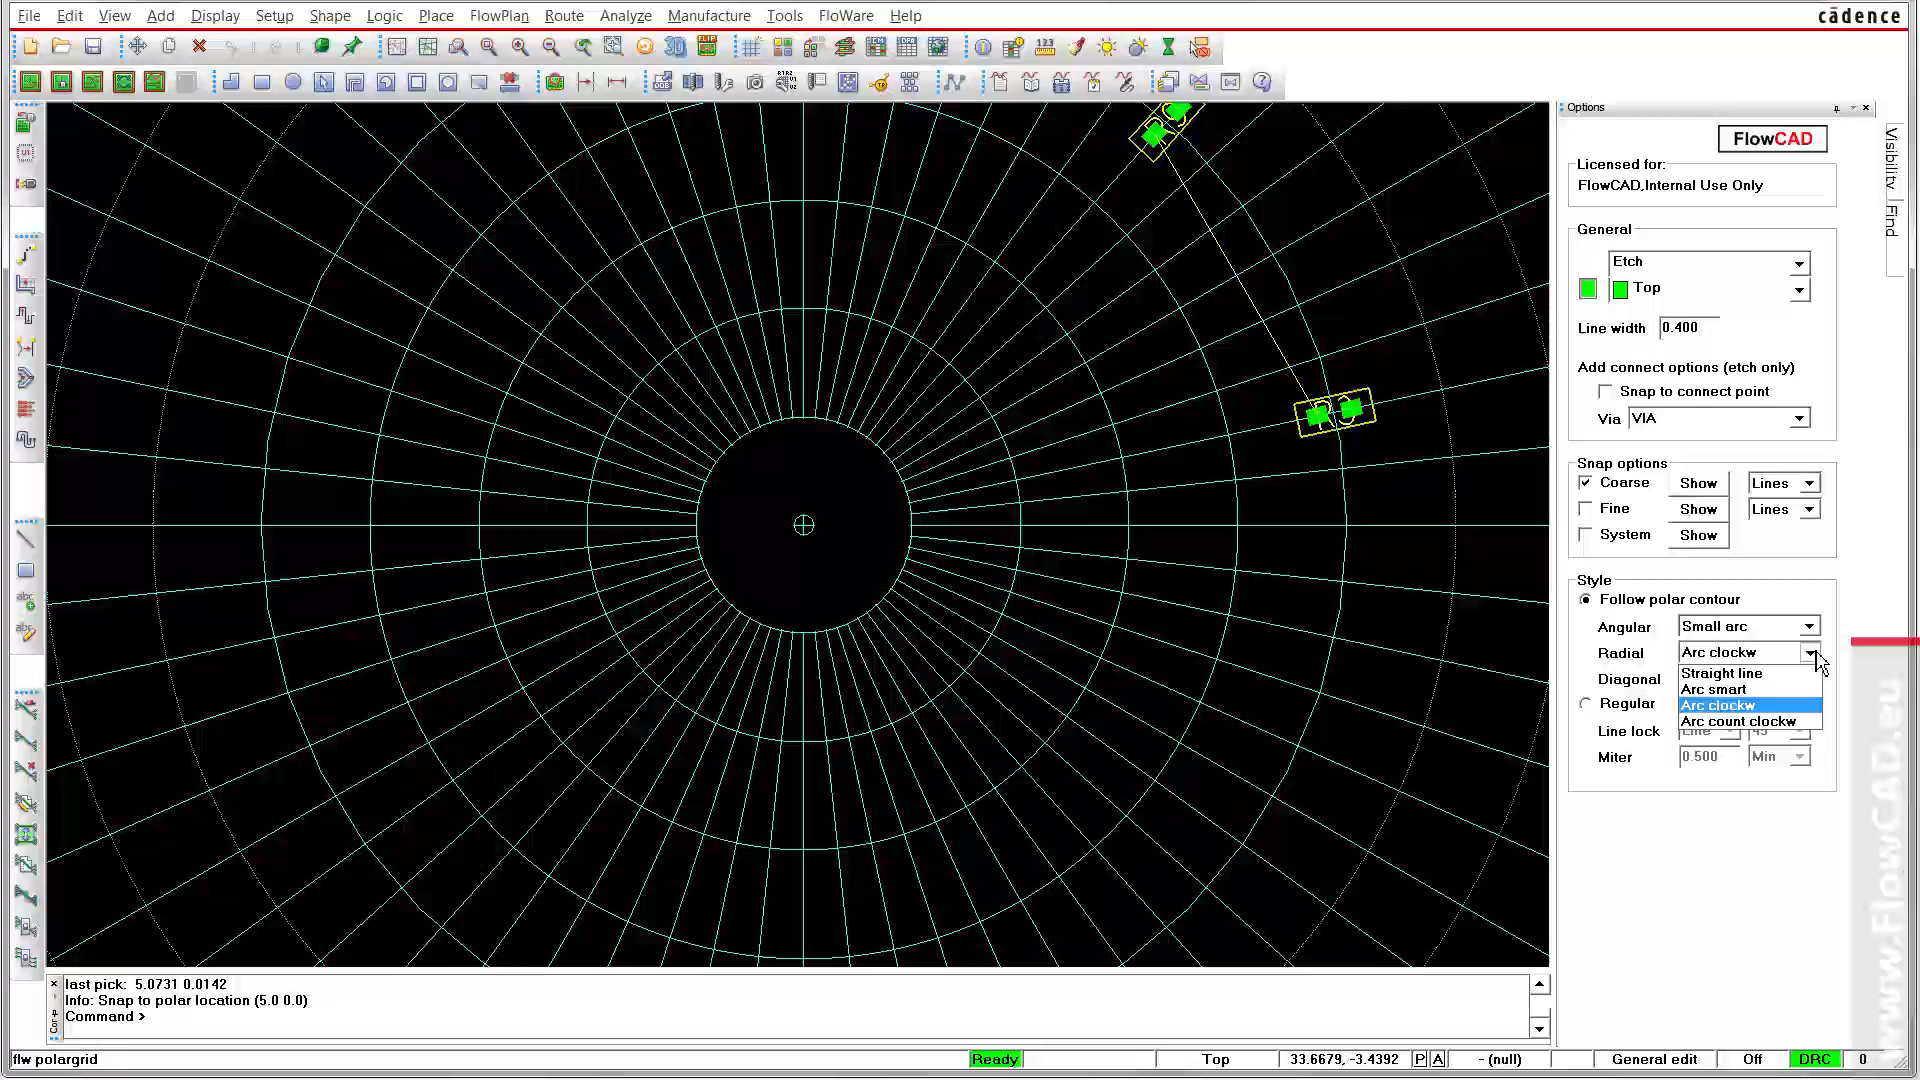 File Edit View Add Display Setup Shape Logic Place FlowPlan Route Analyze Manufacture Tools FloWare Help
cādence
Options
FlowCAD
Licensed for:
FlowCAD,Internal Use Only
General
Etch
Top
Line width 0.400
Add connect options (etch only)
Snap to connect point
Via VIA
Snap options
Coarse Show Lines
Fine Show Lines
System Show
Style
Follow polar contour
Angular Small arc
Radial Arc clockw
Straight line
Arc smart
Diagonal
Arc clockw
Regular
Arc count clockw
Line lock Line 45
Miter 0.500 Min
Visibility
Find
www.FlowCAD.eu
last pick: 5.0731 0.0142
Info: Snap to polar location (5.0 0.0)
Command >
flw polargrid Ready Top 33.6679, -3.4392 P A - (null) General edit Off DRC 0